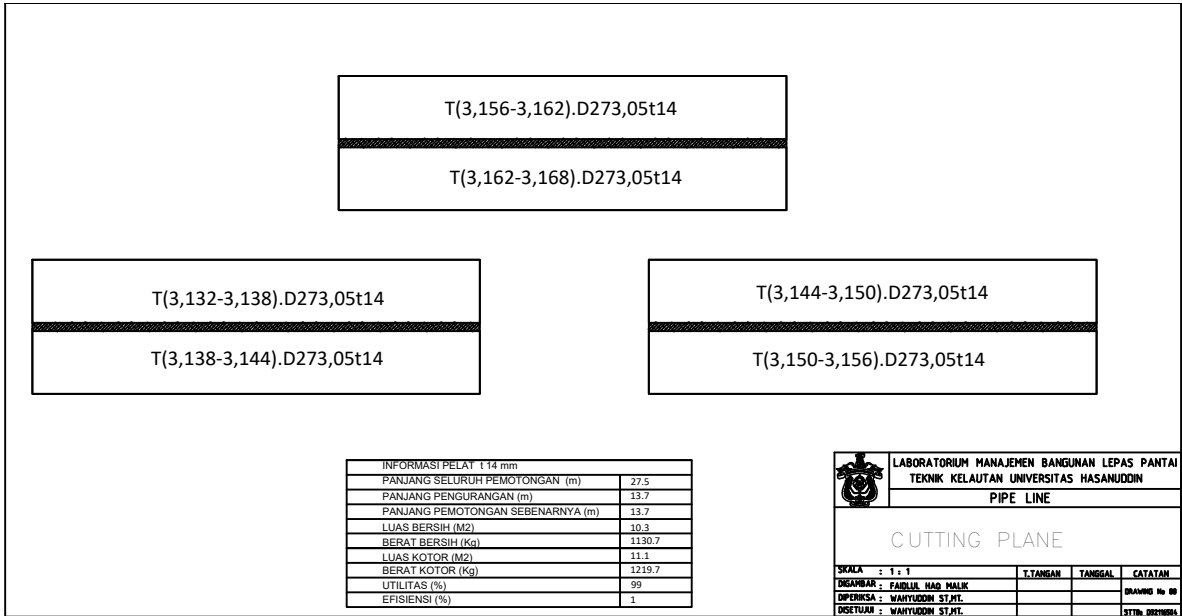 T(3,156-3,162).D273,05t14
T(3,162-3,168).D273,05t14
T(3,132-3,138).D273,05t14
T(3,138-3,144).D273,05t14
T(3,144-3,150).D273,05t14
T(3,150-3,156).D273,05t14
INFORMASI PELAT t 14 mm
PANJANG SELURUH PEMOTONGAN (m) 27.5
PANJANG PENGURANGAN (m) 13.7
PANJANG PEMOTONGAN SEBENARNYA (m) 13.7
LUAS BERSIH (M2) 10.3
BERAT BERSIH (Kg) 1130.7
LUAS KOTOR (M2) 11.1
BERAT KOTOR (Kg) 1219.7
UTILITAS (%) 99
EFISIENSI (%) 1
LABORATORIUM MANAJEMEN BANGUNAN LEPAS PANTAI
TEKNIK KELAUTAN UNIVERSITAS HASANUDDIN
PIPE LINE
CUTTING PLANE
SKALA : 1 : 1 T.TANGAN TANGGAL CATATAN
DIGAMBAR : FAIDLUL HAQ MALIK
DIPERIKSA : WAHYUDDIN ST,MT.
DRAWING No
DISETUJUI : WAHYUDDIN ST,MT.